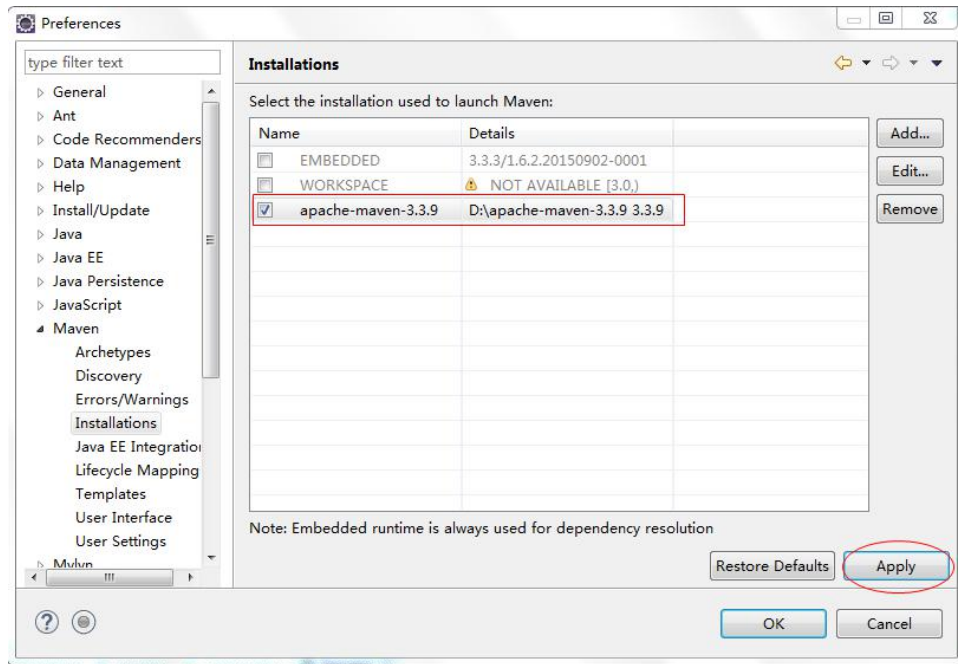 Preferences
type filter text
General
Ant
Code Recommenders
Data Management
Help
Install/Update
Java
Java EE
Java Persistence
JavaScript
Maven
Archetypes
Discovery
Errors/Warnings
Installations
Java EE Integratio
Lifecycle Mapping
Templates
User Interface
User Settings
Mylyn
Installations
Select the installation used to launch Maven:
Name Details
EMBEDDED 3.3.3/1.6.2.20150902-0001
WORKSPACE NOT AVAILABLE [3.0,)
apache-maven-3.3.9 D:\apache-maven-3.3.9 3.3.9
Add...
Edit...
Remove
Note: Embedded runtime is always used for dependency resolution
Restore Defaults Apply
OK Cancel